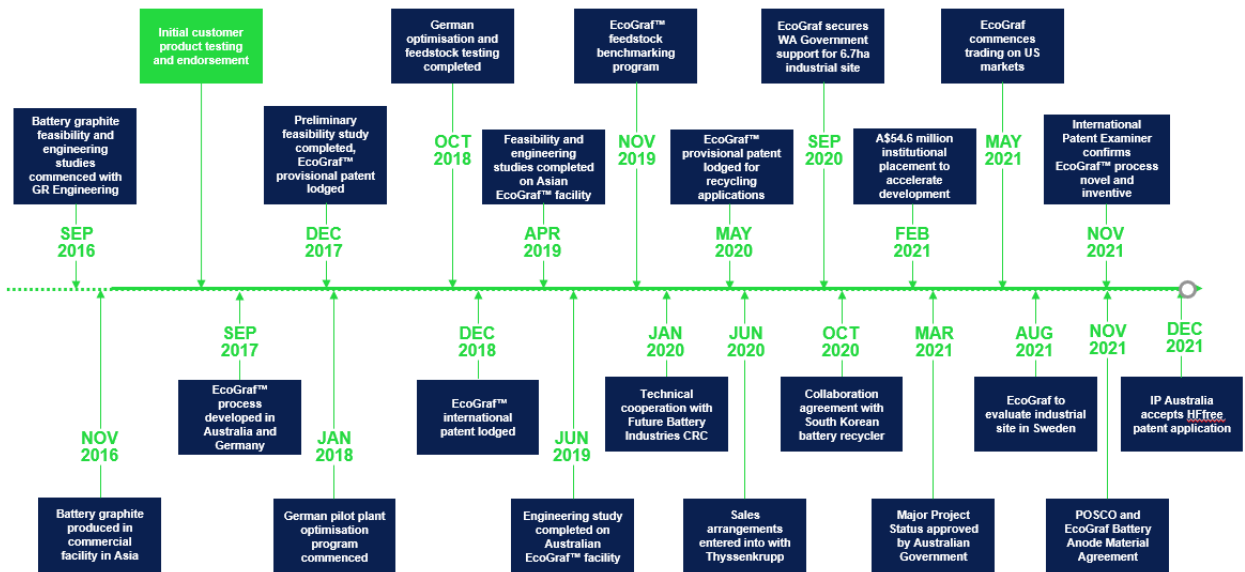 Initial customer
product testing
and endorsement
German
optimisation and
feedstock testing
completed
EcoGraf™
feedstock
benchmarking
program
EcoGraf secures
WA Government
support for 6.7ha
industrial site
EcoGraf
commences
trading on US
markets
Battery graphite
feasibility and
engineering
studies
commenced with
GR Engineering
Preliminary
feasibility study
completed,
EcoGraf™
provisional patent
lodged
OCT
2018
Feasibility and
engineering
studies completed
on Asian
EcoGraf™ facility
NOV
2019
EcoGraf™
provisional patent
lodged for
recycling
applications
SEP
2020
A$54.6 million
institutional
placement to
accelerate
development
MAY
2021
International
Patent Examiner
confirms
EcoGraf™ process
novel and
inventive
SEP
2016
DEC
2017
APR
2019
MAY
2020
FEB
2021
NOV
2021
SEP
2017
DEC
2018
JAN
2020
JUN
2020
OCT
2020
MAR
2021
AUG
2021
NOV
2021
DEC
2021
EcoGraf™
process
developed in
Australia and
Germany
EcoGraf™
international
patent lodged
Technical
cooperation with
Future Battery
Industries CRC
Collaboration
agreement with
South Korean
battery recycler
EcoGraf to
evaluate industrial
site in Sweden
IP Australia
accepts HFfree
patent application
NOV
2016
JAN
2018
JUN
2019
Battery graphite
produced in
commercial
facility in Asia
German pilot plant
optimisation
program
commenced
Engineering study
completed on
Australian
EcoGraf™ facility
Sales
arrangements
entered into with
Thyssenkrupp
Major Project
Status approved
by Australian
Government
POSCO and
EcoGraf Battery
Anode Material
Agreement